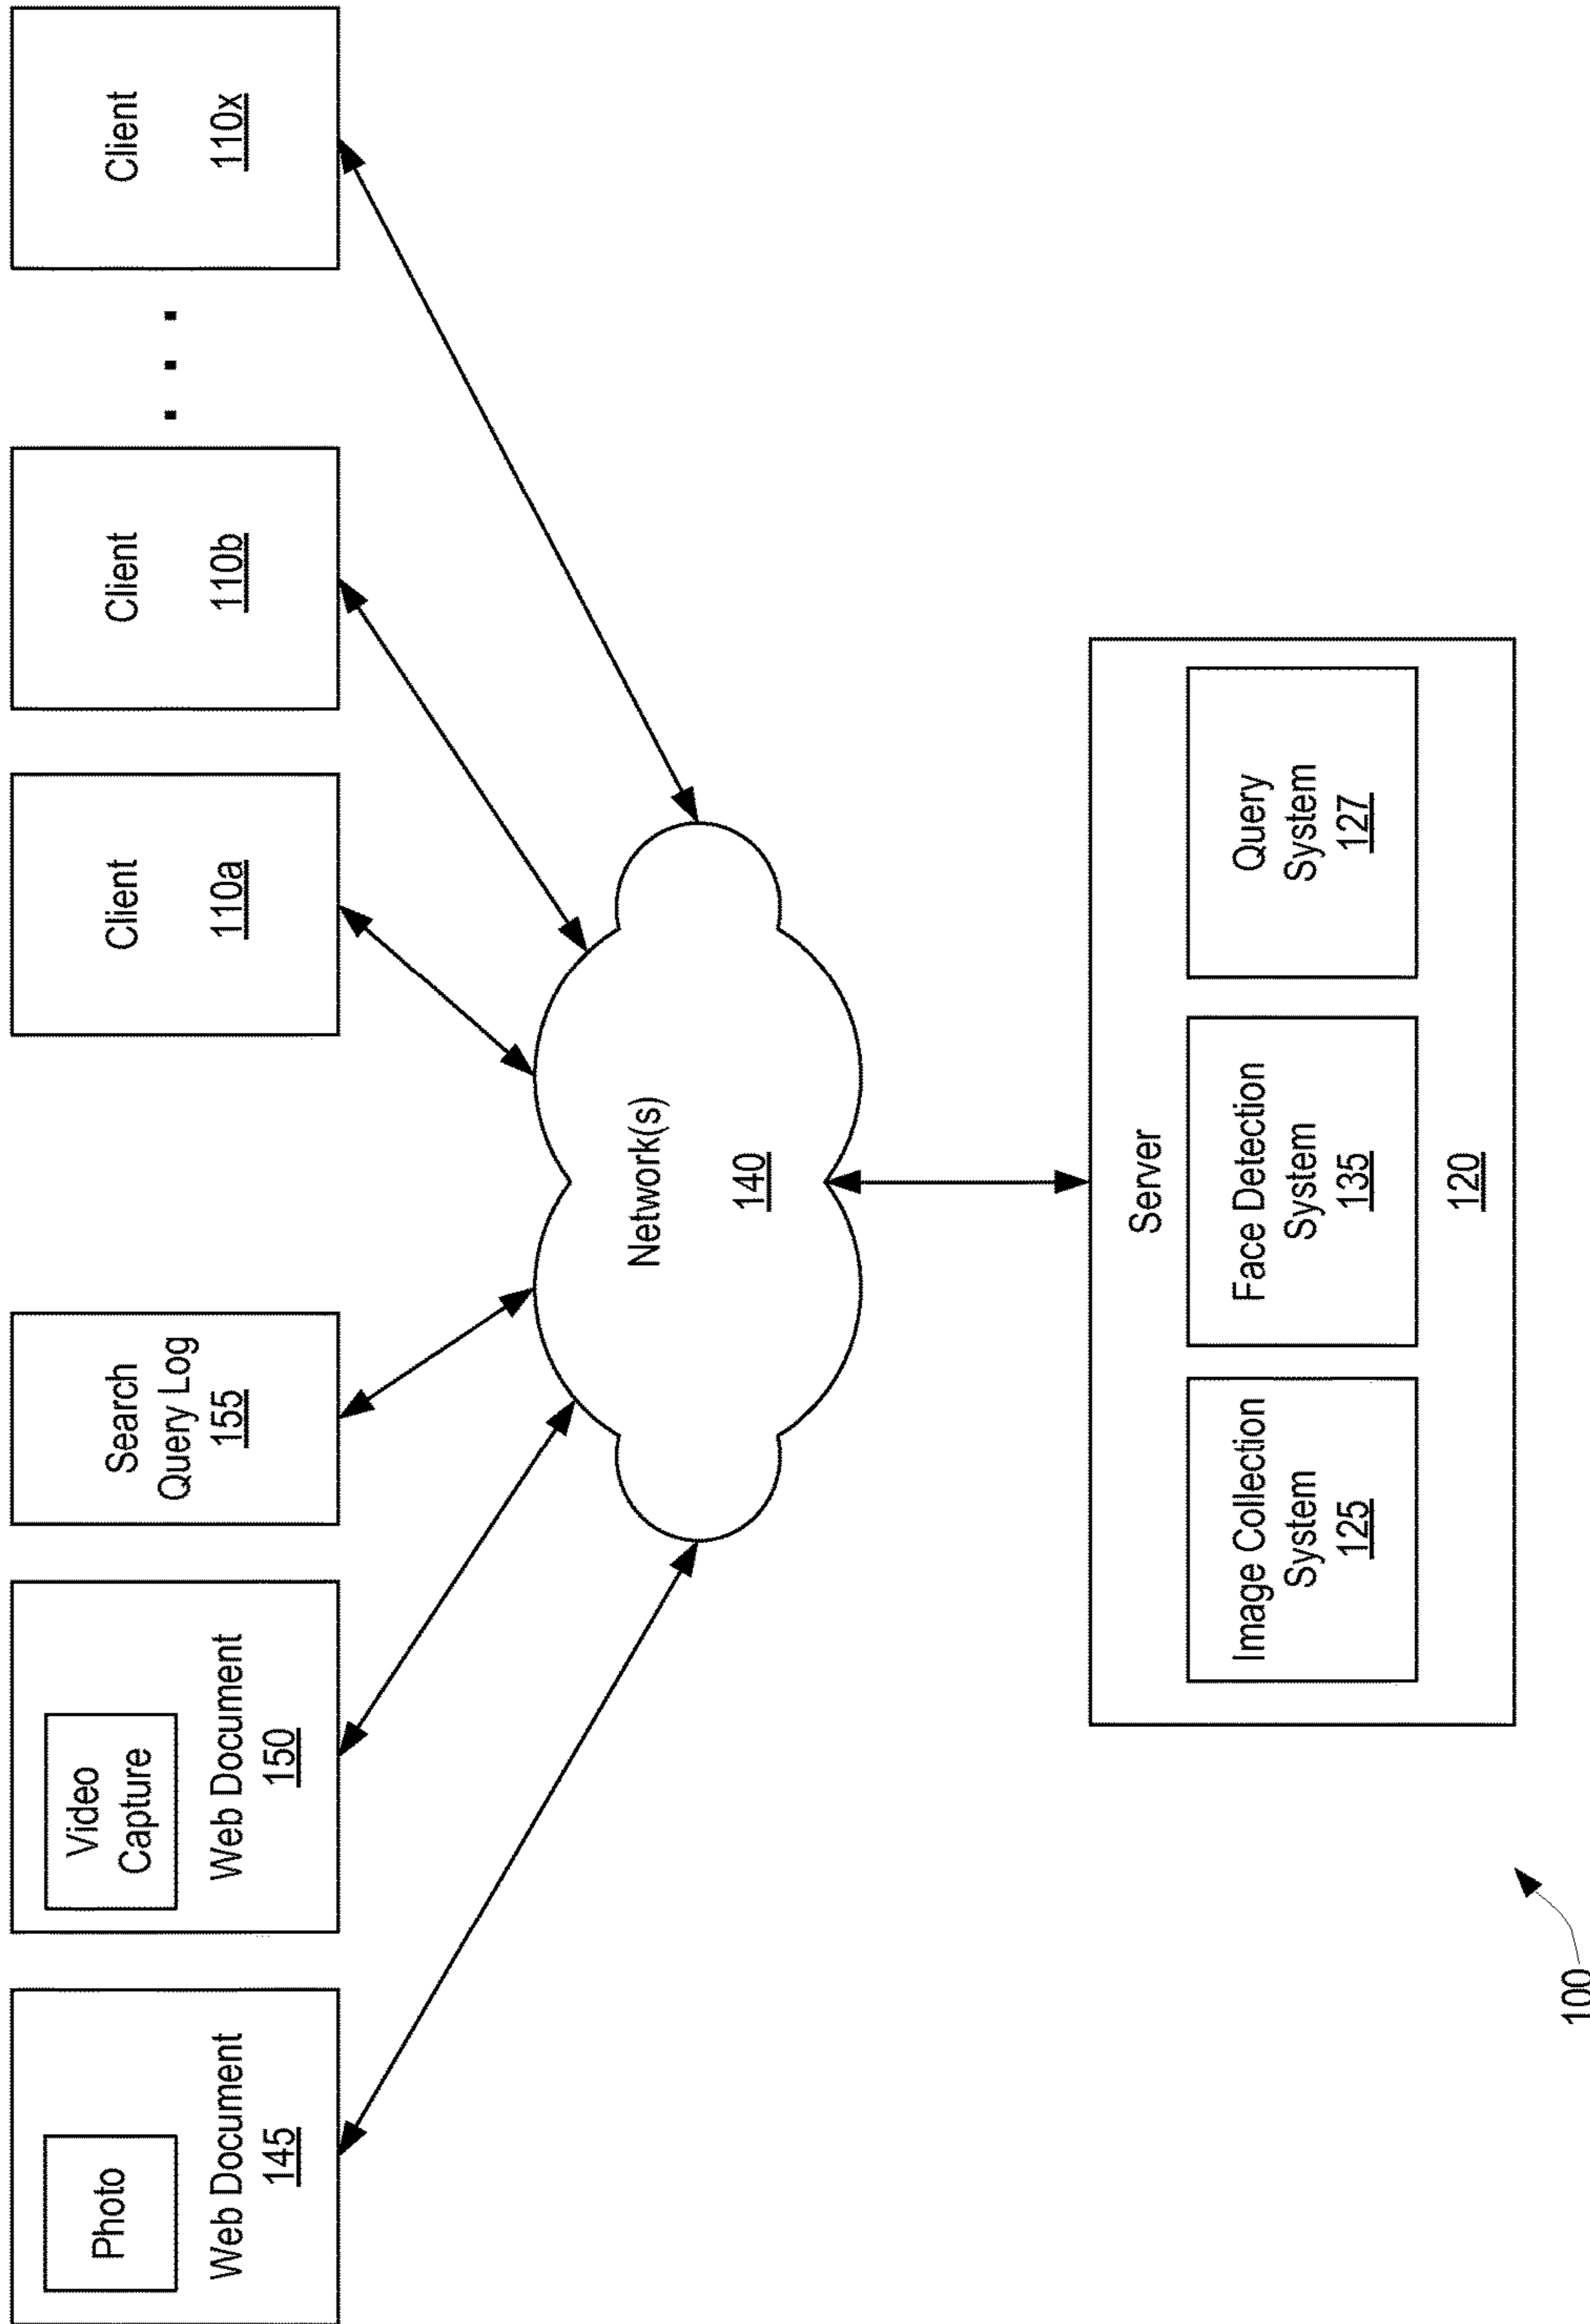 Photo
Web Document
145
Video
Capture
Web Document
150
Search
Query Log
155
Client
110a
Client
110b
. . .
Client
110x
Network(s)
140
Server
Image Collection
System
125
Face Detection
System
135
Query
System
127
120
100